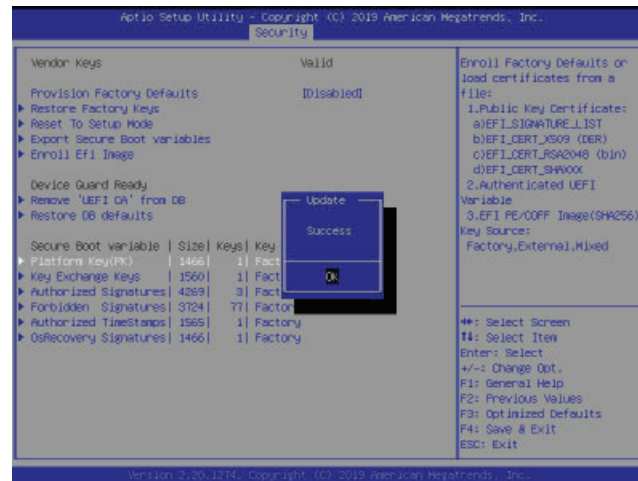 Aptio Setup Utility - Copyright (C) 2019 American Megatrends, Inc.
Security
Vendor Keys Valid
Provision Factory Defaults [Disabled]
▶ Restore Factory Keys
▶ Reset To Setup Mode
▶ Export Secure Boot variables
▶ Enroll Efi Image
Device Guard Ready
▶ Remove 'UEFI CA' from DB
▶ Restore DB defaults
Secure Boot variable | Size| Keys| Key
▶ Platform Key(PK) | 1466| 1| Fact
▶ Key Exchange Keys | 1560| 1| Fact
▶ Authorized Signatures| 4269| 3| Fact
▶ Forbidden Signatures| 3724| 77| Factor
▶ Authorized TimeStamps| 1565| 1| Factory
▶ OsRecovery Signatures| 1466| 1| Factory
Update
Success
Ok
Enroll Factory Defaults or
load certificates from a
file:
1.Public Key Certificate:
a)EFI_SIGNATURE_LIST
b)EFI_CERT_X509 (DER)
c)EFI_CERT_RSA2048 (bin)
d)EFI_CERT_SHAXXX
2.Authenticated UEFI
Variable
3.EFI PE/COFF Image(SHA256)
Key Source:
Factory,External,Mixed
↔: Select Screen
↑↓: Select Item
Enter: Select
+/-: Change Opt.
F1: General Help
F2: Previous Values
F3: Optimized Defaults
F4: Save & Exit
ESC: Exit
Version 2.20.1274. Copyright (C) 2019 American Megatrends, Inc.